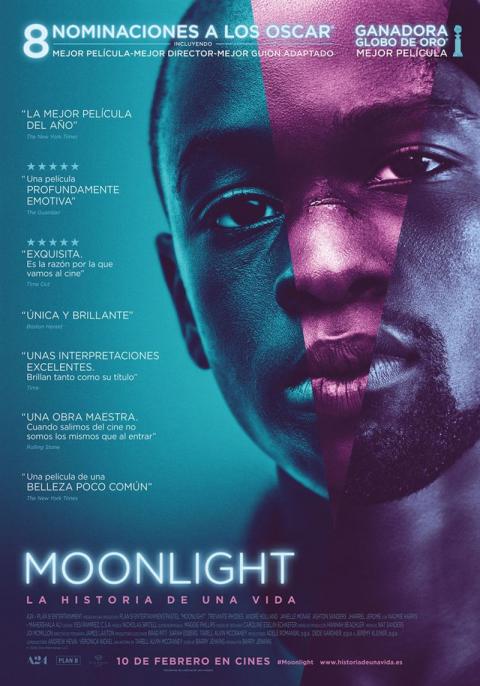 8 NOMINACIONES A LOS OSCAR
INCLUYENDO
MEJOR PELÍCULA-MEJOR DIRECTOR-MEJOR GUIÓN ADAPTADO
GANADORA
GLOBO DE ORO
MEJOR PELÍCULA
“LA MEJOR PELÍCULA
DEL AÑO”
The New York Times
“Una película
PROFUNDAMENTE
EMOTIVA”
The Guardian
“EXQUISITA.
Es la razón por la que
vamos al cine”
Time Out
“ÚNICA Y BRILLANTE”
Boston Herald
“UNAS INTERPRETACIONES
EXCELENTES.
Brillan tanto como su título”
Time
“UNA OBRA MAESTRA.
Cuando salimos del cine no
somos los mismos que al entrar”
Rolling Stone
“Una película de una
BELLEZA POCO COMÚN”
The New York Times
MOONLIGHT
LA HISTORIA DE UNA VIDA
A24 PLAN B
10 DE FEBRERO EN CINES #Moonlight www.historiadeunavida.es